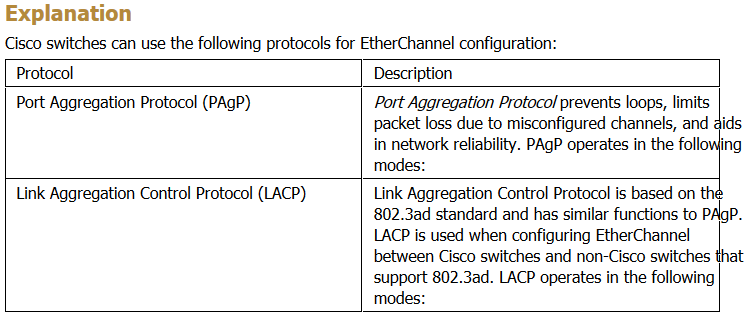 Explanation
Cisco switches can use the following protocols for EtherChannel configuration:
Protocol
Description
Port Aggregation Protocol (PAgP)
Port Aggregation Protocol prevents loops, limits
packet loss due to misconfigured channels, and aids
in network reliability. PAgP operates in the following
modes:
Link Aggregation Control Protocol (LACP)
Link Aggregation Control Protocol is based on the
802.3ad standard and has similar functions to PAgP.
LACP is used when configuring EtherChannel
between Cisco switches and non-Cisco switches that
support 802.3ad. LACP operates in the following
modes: